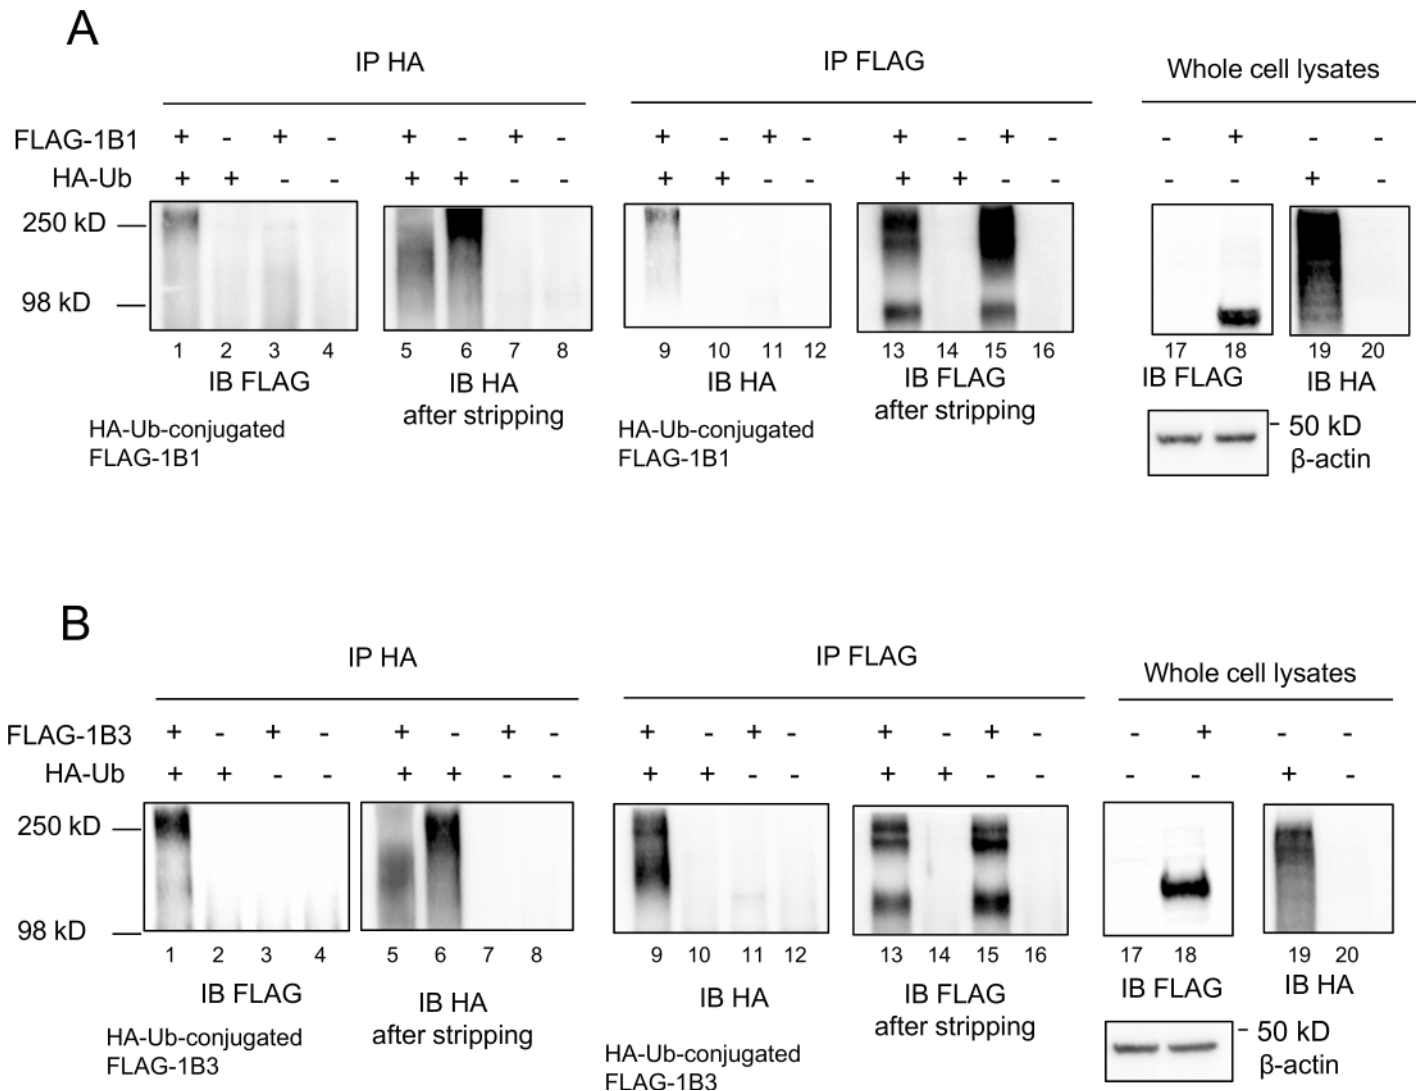 A
IP HA IP FLAG Whole cell lysates
FLAG-1B1 + - + - + - + - + - + - + - + - - + - -
HA-Ub + + - - + + - - + + - - + + - - - - + -
250 kD
98 kD
1 2 3 4 5 6 7 8 9 10 11 12 13 14 15 16 17 18 19 20
IB FLAG IB HA IB HA IB FLAG IB FLAG IB HA
after stripping after stripping
HA-Ub-conjugated HA-Ub-conjugated 50 kD
FLAG-1B1 FLAG-1B1 β-actin
B
IP HA IP FLAG Whole cell lysates
FLAG-1B3 + - + - + - + - + - + - + - + - - + - -
HA-Ub + + - - + + - - + + - - + + - - - - + -
250 kD
98 kD
1 2 3 4 5 6 7 8 9 10 11 12 13 14 15 16 17 18 19 20
IB FLAG IB HA IB HA IB FLAG IB FLAG IB HA
after stripping after stripping
HA-Ub-conjugated HA-Ub-conjugated 50 kD
FLAG-1B3 FLAG-1B3 β-actin